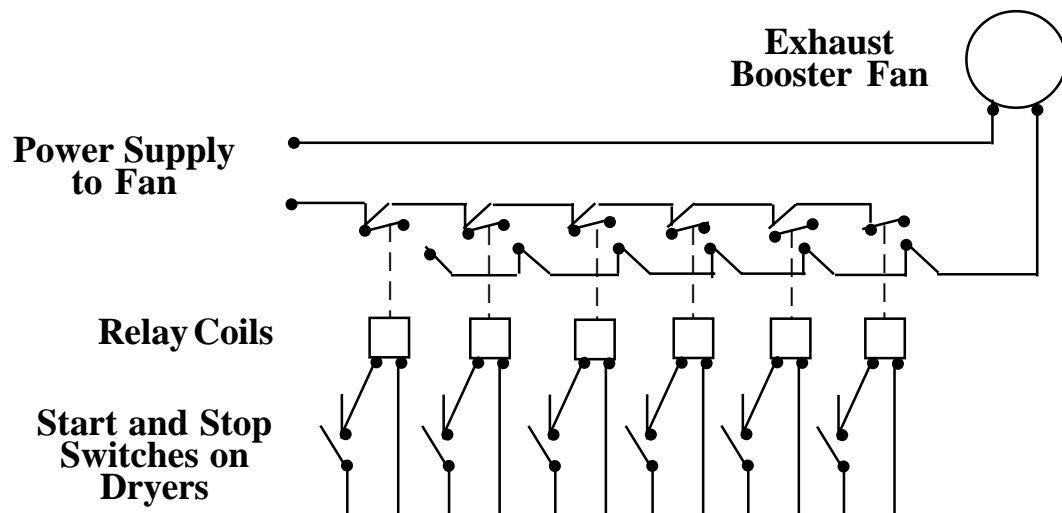 Exhaust
Booster Fan
Power Supply
to Fan
Relay Coils
Start and Stop
Switches on
Dryers